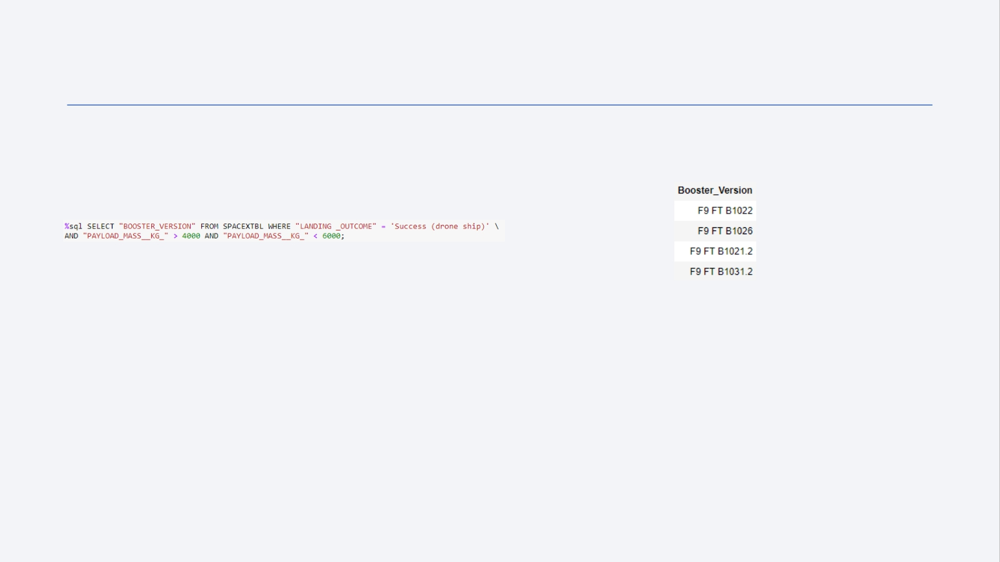 %sql SELECT "BOOSTER_VERSION" FROM SPACEXTBL WHERE "LANDING _OUTCOME" = 'Success (drone ship)' \
AND "PAYLOAD_MASS__KG_" > 4000 AND "PAYLOAD_MASS__KG_" < 6000;
Booster_Version
F9 FT B1022
F9 FT B1026
F9 FT B1021.2
F9 FT B1031.2